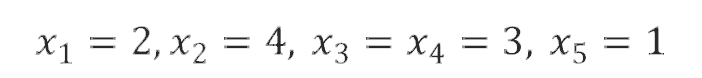 x₁ = 2, x₂ = 4, x₃ = x₄ = 3, x₅ = 1